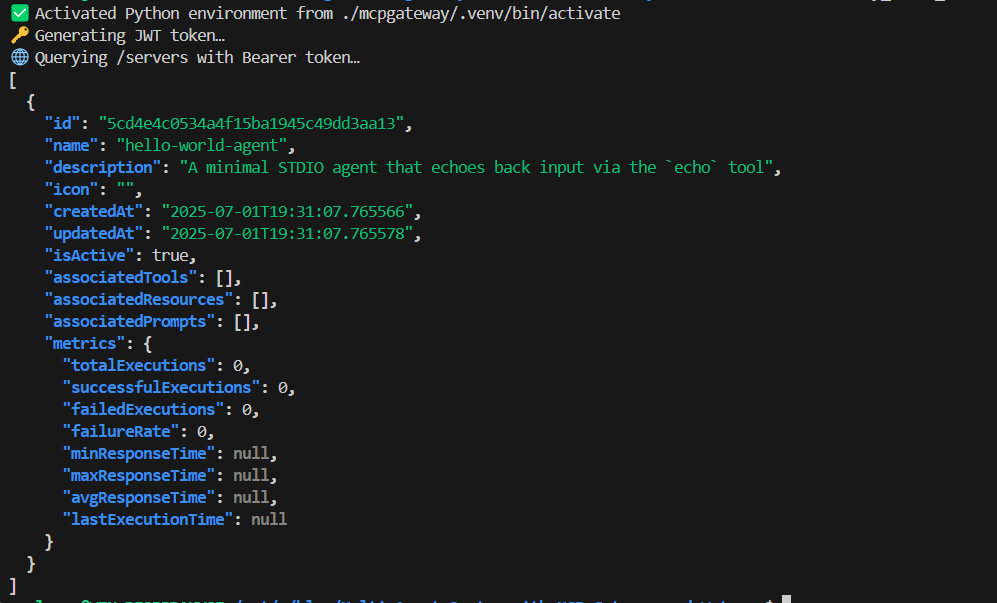 ✅ Activated Python environment from ./mcpgateway/.venv/bin/activate
🔑 Generating JWT token…
🌐 Querying /servers with Bearer token…
[
  {
    "id": "5cd4e4c0534a4f15ba1945c49dd3aa13",
    "name": "hello-world-agent",
    "description": "A minimal STDIO agent that echoes back input via the `echo` tool",
    "icon": "",
    "createdAt": "2025-07-01T19:31:07.765566",
    "updatedAt": "2025-07-01T19:31:07.765578",
    "isActive": true,
    "associatedTools": [],
    "associatedResources": [],
    "associatedPrompts": [],
    "metrics": {
      "totalExecutions": 0,
      "successfulExecutions": 0,
      "failedExecutions": 0,
      "failureRate": 0,
      "minResponseTime": null,
      "maxResponseTime": null,
      "avgResponseTime": null,
      "lastExecutionTime": null
    }
  }
]